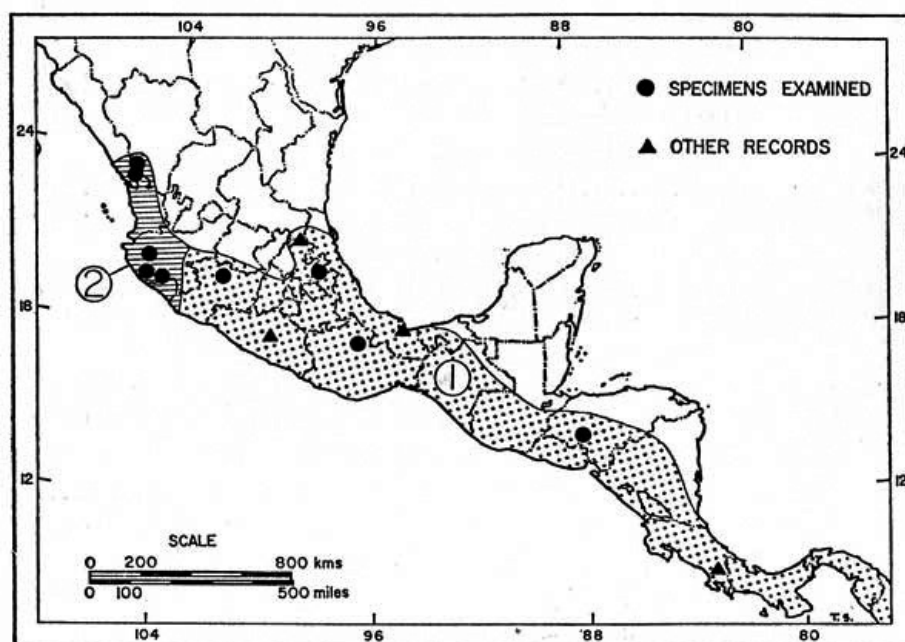 104 96 88 80
● SPECIMENS EXAMINED
24 24
▲ OTHER RECORDS
2
18 18
1
12 12
SCALE
0 200 800 kms
0 100 500 miles
T.S.
104 96 88 80